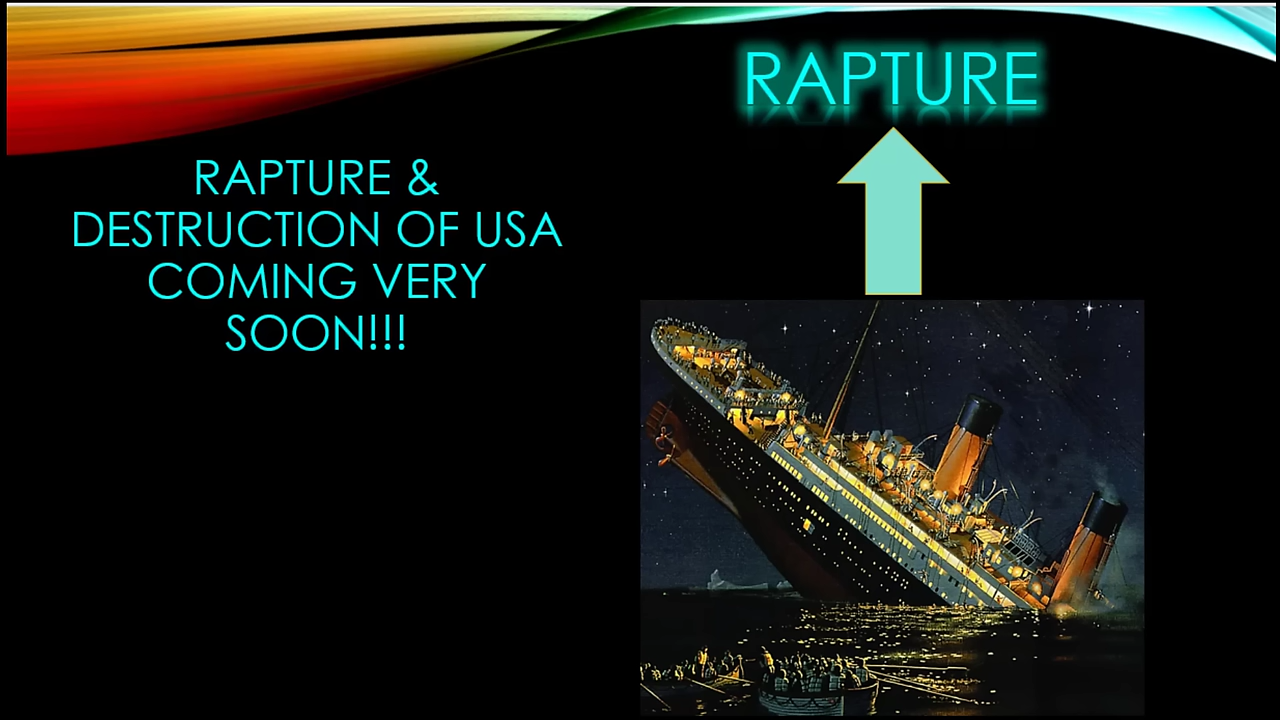 RAPTURE
RAPTURE &
DESTRUCTION OF USA
COMING VERY
SOON!!!